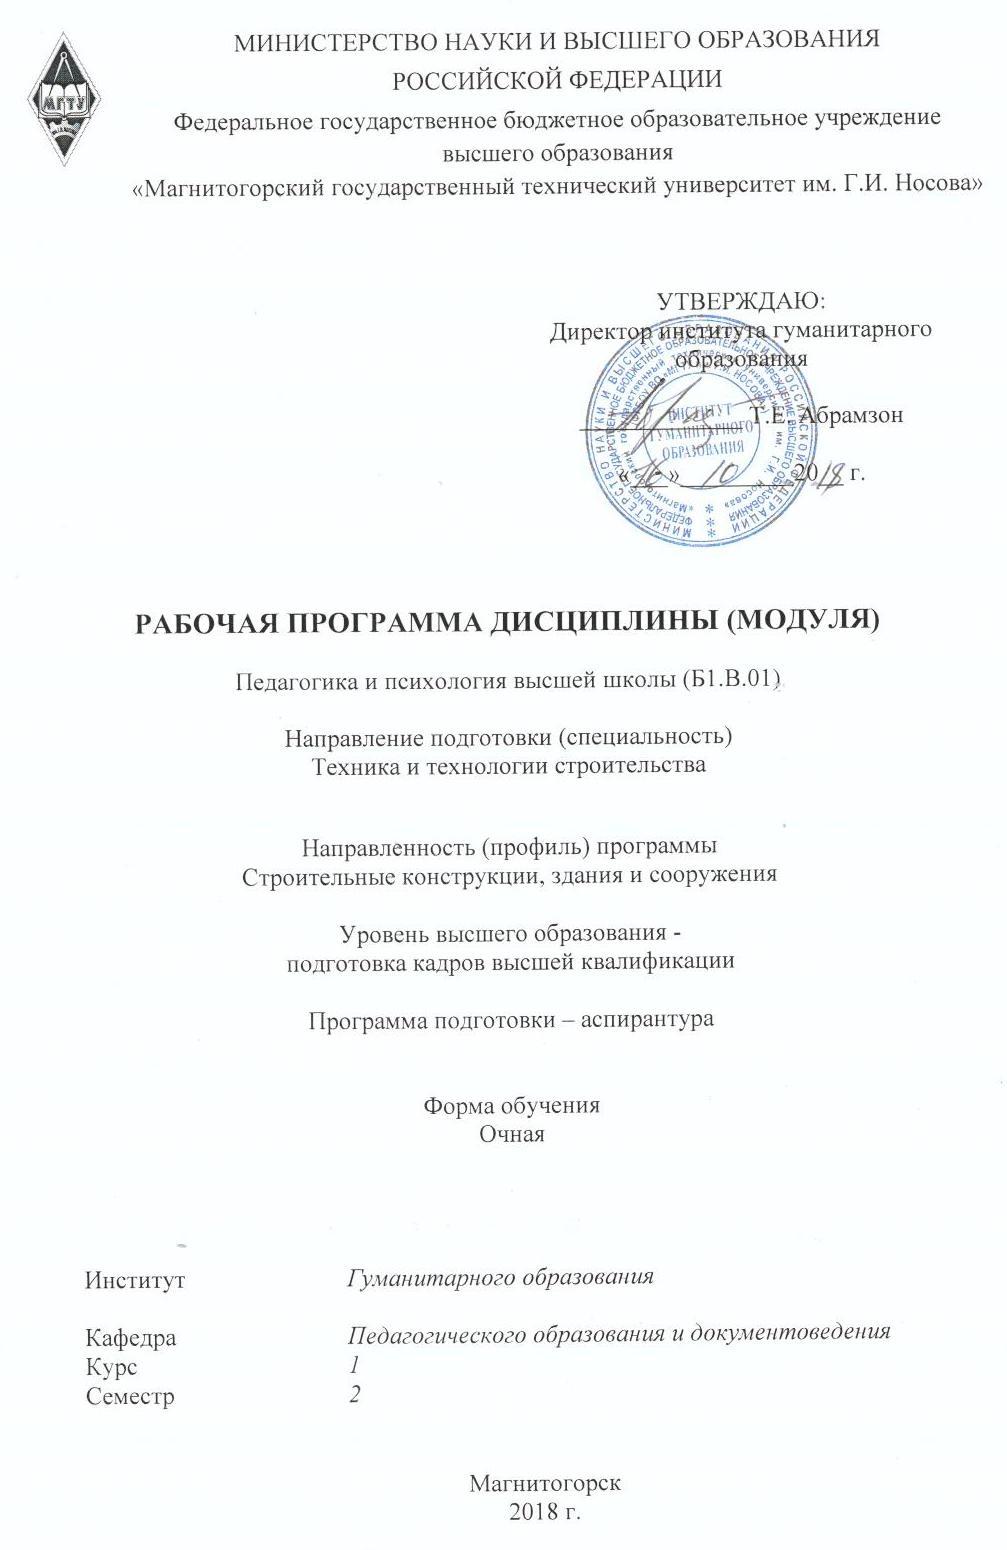 МИНИСТЕРСТВО НАУКИ И ВЫСШЕГО ОБРАЗОВАНИЯ
РОССИЙСКОЙ ФЕДЕРАЦИИ
Федеральное государственное бюджетное образовательное учреждение
высшего образования
«Магнитогорский государственный технический университет им. Г.И. Носова»
МГТУ
УТВЕРЖДАЮ:
Директор института гуманитарного
образования
Т.Е. Абрамзон
ИНСТИТУТ
ГУМАНИТАРНОГО
ОБРАЗОВАНИЯ
«16» 10 2018 г.
РАБОЧАЯ ПРОГРАММА ДИСЦИПЛИНЫ (МОДУЛЯ)
Педагогика и психология высшей школы (Б1.В.01)
Направление подготовки (специальность)
Техника и технологии строительства
Направленность (профиль) программы
Строительные конструкции, здания и сооружения
Уровень высшего образования -
подготовка кадров высшей квалификации
Программа подготовки – аспирантура
Форма обучения
Очная
Институт Гуманитарного образования
Кафедра Педагогического образования и документоведения
Курс 1
Семестр 2
Магнитогорск
2018 г.